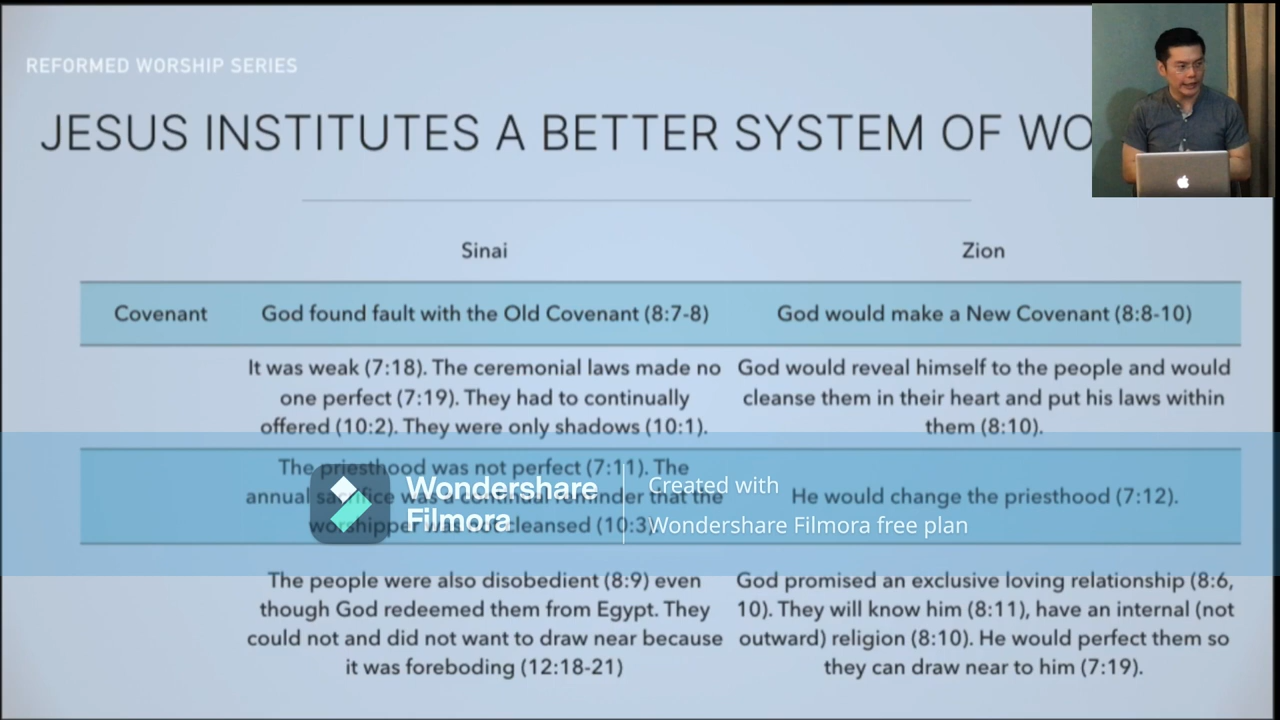 REFORMED WORSHIP SERIES
JESUS INSTITUTES A BETTER SYSTEM OF WO
Sinai
Zion
Covenant
God found fault with the Old Covenant (8:7-8)
God would make a New Covenant (8:8-10)
It was weak (7:18). The ceremonial laws made no
one perfect (7:19). They had to continually
offered (10:2). They were only shadows (10:1).
God would reveal himself to the people and would
cleanse them in their heart and put his laws within
them (8:10).
The priesthood was not perfect (7:11). The
annual sacrifice was a continual reminder that the
worshipper was not cleansed (10:3).
He would change the priesthood (7:12).
Wondershare
Filmora
Created with
Wondershare Filmora free plan
The people were also disobedient (8:9) even
though God redeemed them from Egypt. They
could not and did not want to draw near because
it was foreboding (12:18-21)
God promised an exclusive loving relationship (8:6,
10). They will know him (8:11), have an internal (not
outward) religion (8:10). He would perfect them so
they can draw near to him (7:19).